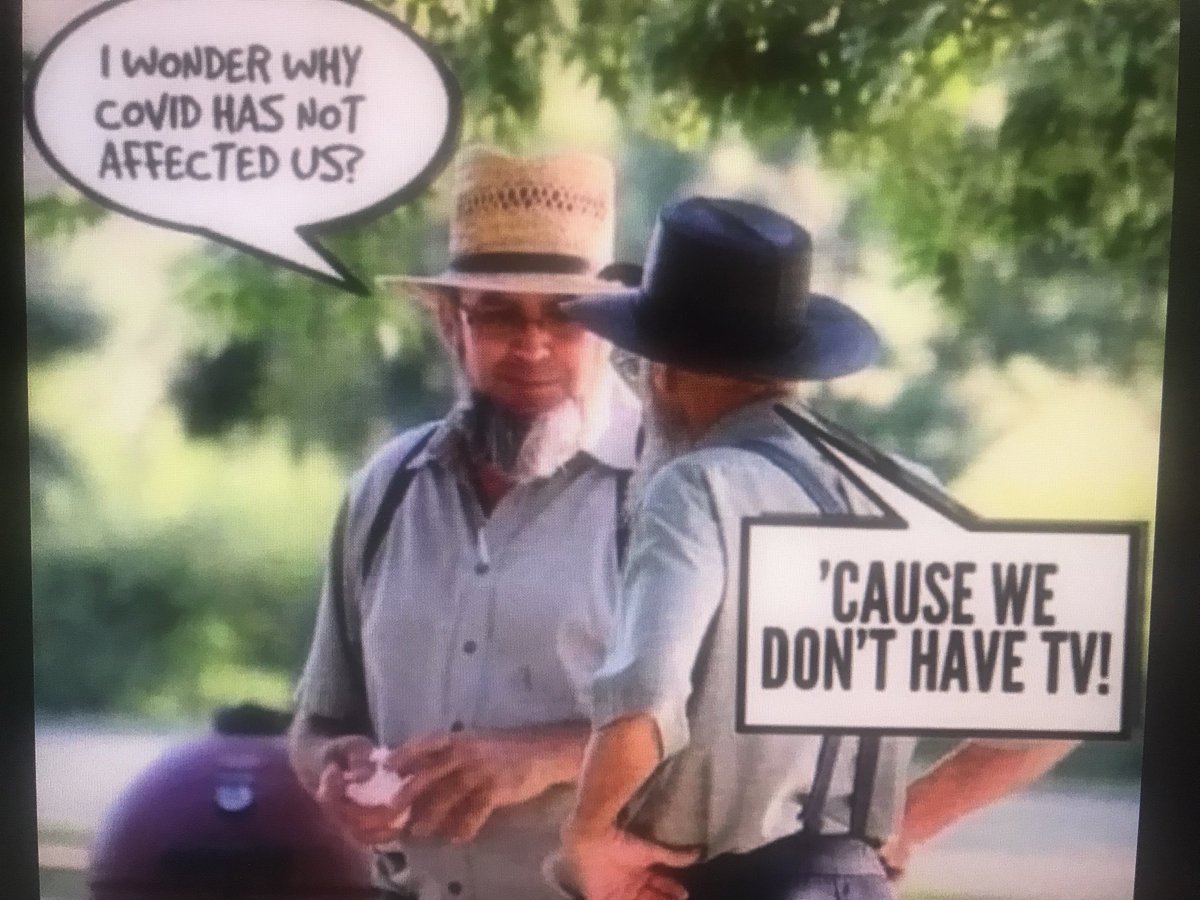 I WONDER WHY
COVID HAS NOT
AFFECTED US?
'CAUSE WE
DON'T HAVE TV!